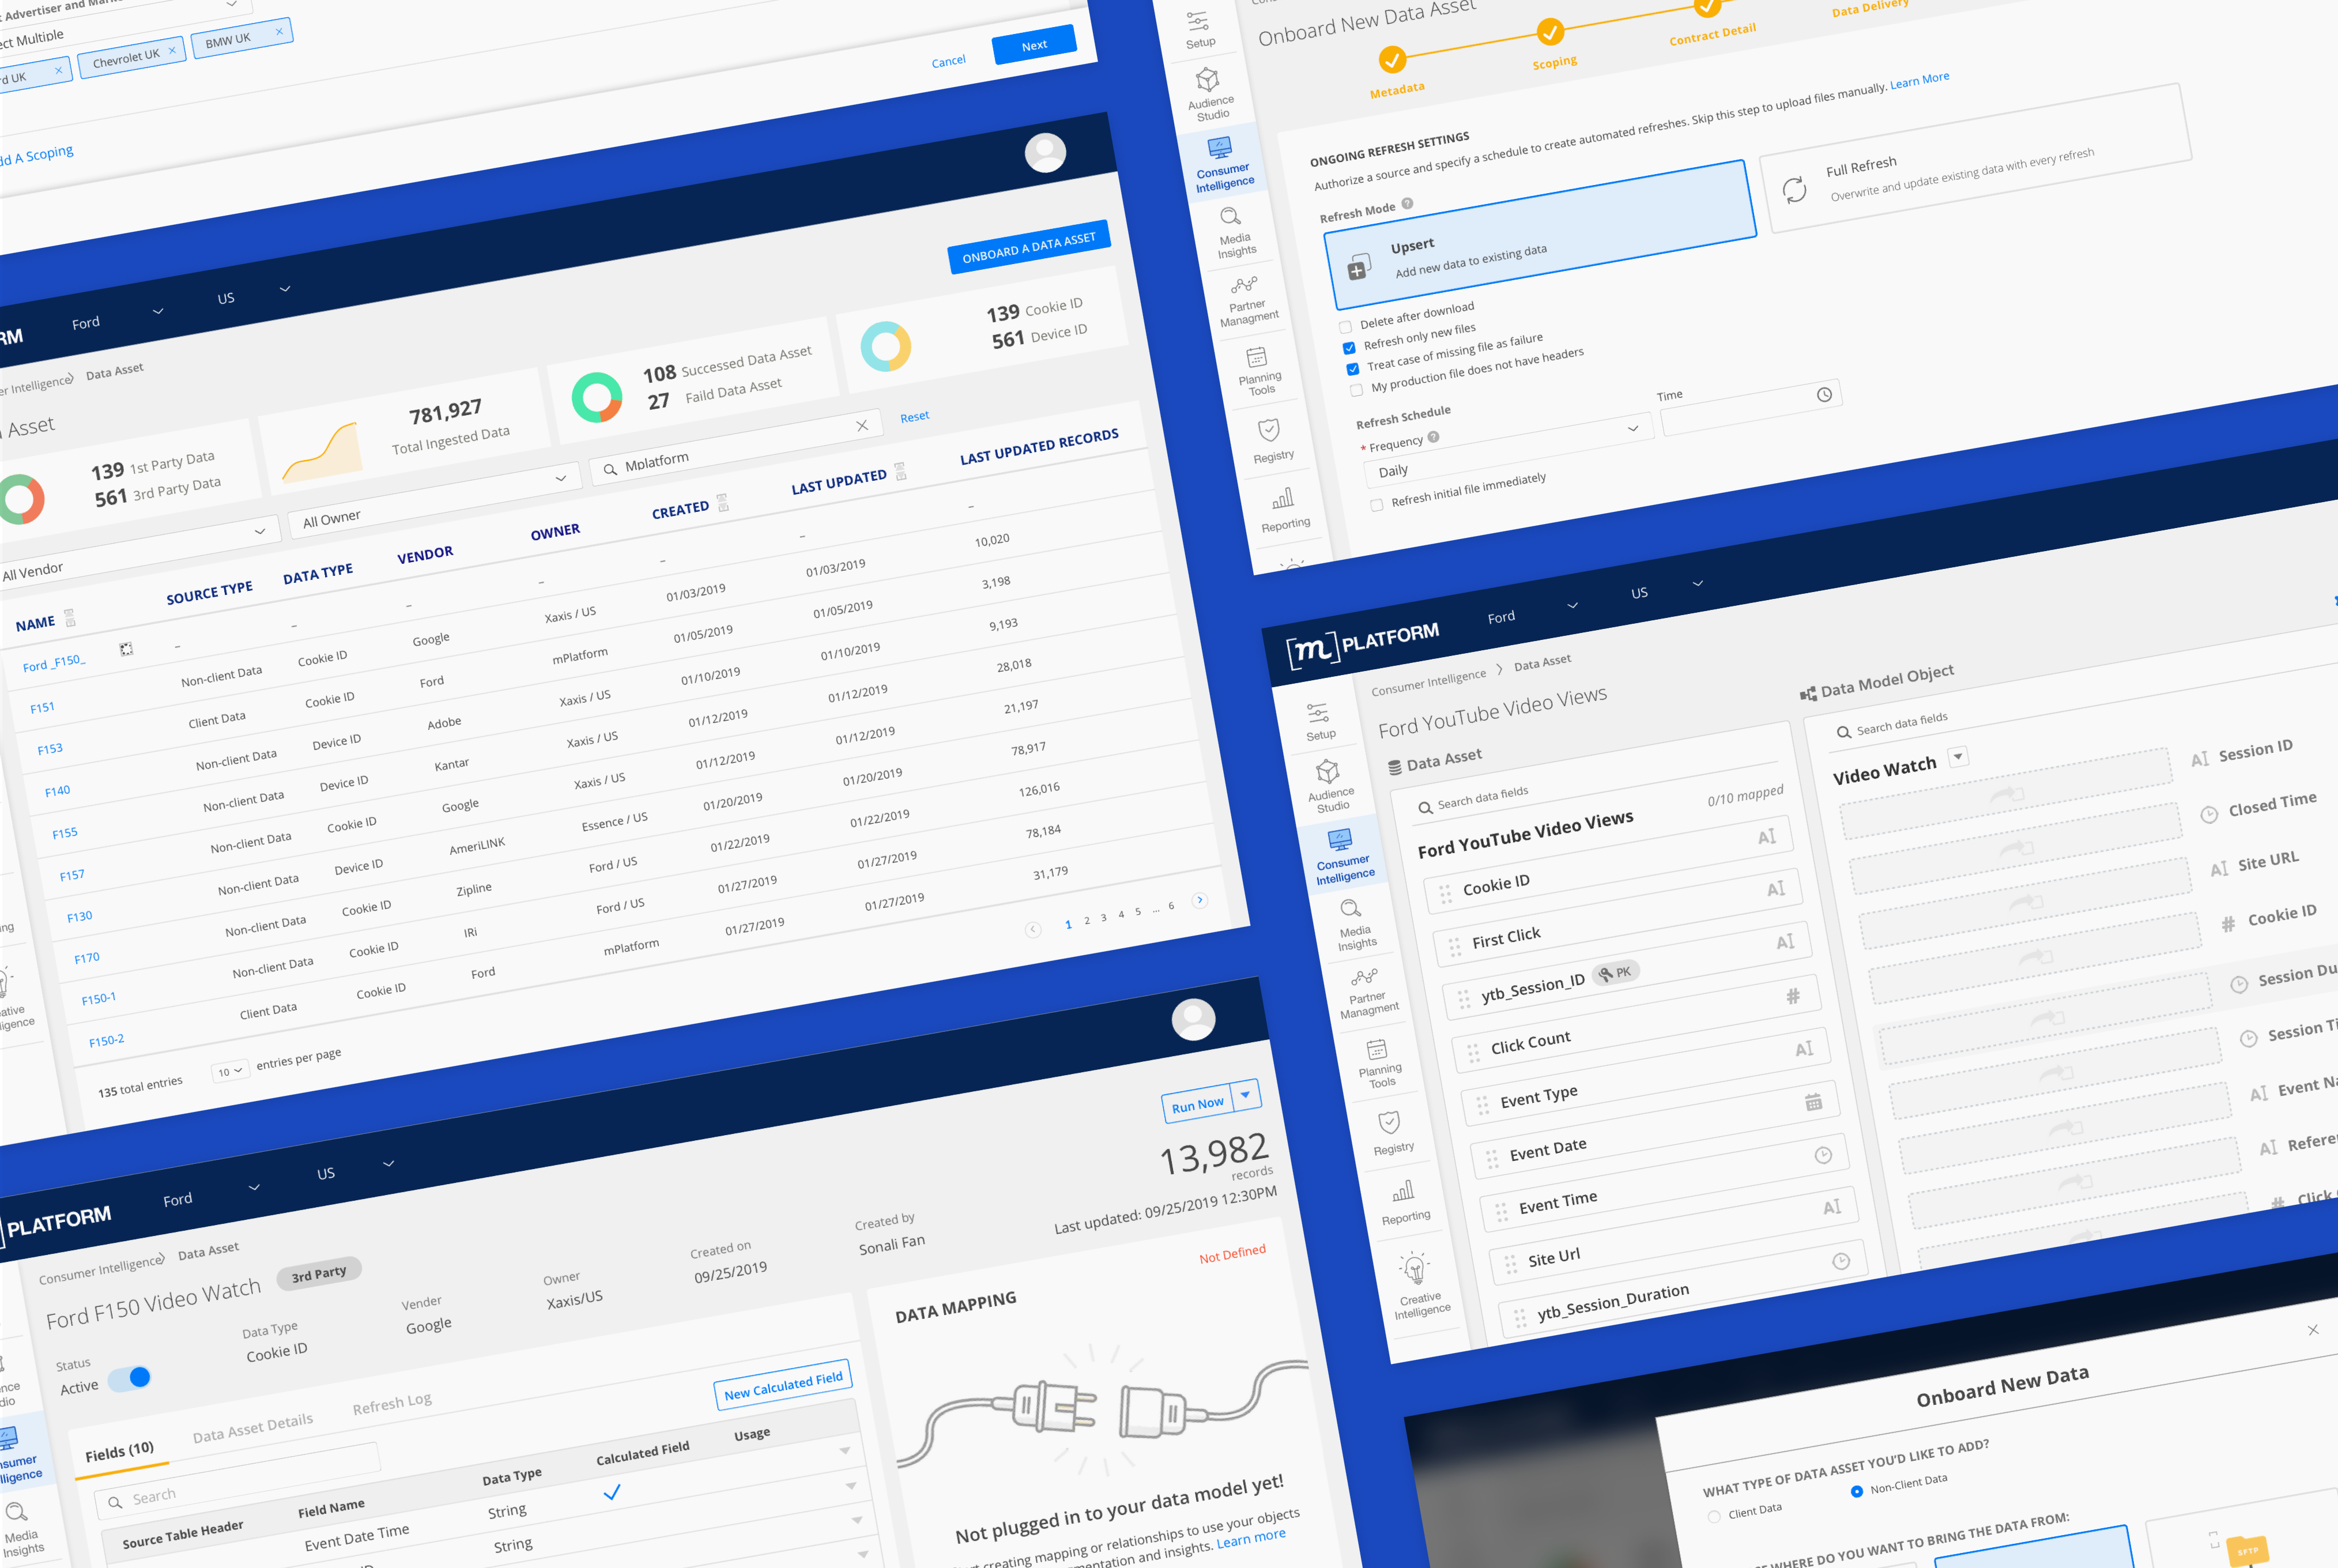 Advertiser and
Multiple
UK ×
Chevrolet UK ×
BMW UK ×
A Scoping
Cancel
Next
Ford
US
Intelligence
Data Asset
Asset
ONBOARD A DATA ASSET
139 1st Party Data
561 3rd Party Data
781,927
Total Ingested Data
108 Successed Data Asset
27 Faild Data Asset
139 Cookie ID
561 Device ID
All Vendor
All Owner
Mplatform
Reset
NAME SOURCE TYPE DATA TYPE VENDOR OWNER CREATED LAST UPDATED LAST UPDATED RECORDS
Ford _F150_ – – – – – – –
F151 Non-client Data Cookie ID Google Xaxis / US 01/03/2019 01/03/2019 10,020
F153 Client Data Cookie ID Ford mPlatform 01/05/2019 01/05/2019 3,198
F140 Non-client Data Device ID Adobe Xaxis / US 01/10/2019 01/10/2019 9,193
F155 Non-client Data Device ID Kantar Xaxis / US 01/12/2019 01/12/2019 28,018
F157 Non-client Data Cookie ID Google Xaxis / US 01/12/2019 01/12/2019 21,197
F130 Non-client Data Device ID AmeriLINK Essence / US 01/20/2019 01/20/2019 78,917
F170 Non-client Data Cookie ID Zipline Ford / US 01/22/2019 01/22/2019 126,016
F150-1 Non-client Data Cookie ID IRi Ford / US 01/27/2019 01/27/2019 78,184
F150-2 Client Data Cookie ID Ford mPlatform 01/27/2019 01/27/2019 31,179
135 total entries
10
entries per page
1 2 3 4 5 ... 6
PLATFORM
Ford
US
Consumer Intelligence
Data Asset
Ford F150 Video Watch
3rd Party
Run Now
13,982
records
Last updated: 09/25/2019 12:30PM
Status
Active
Data Type
Cookie ID
Vender
Google
Owner
Xaxis/US
Created on
09/25/2019
Created by
Sonali Fan
Media
Insights
Fields (10)
Data Asset Details
Refresh Log
New Calculated Field
Search
Source Table Header Field Name Data Type Calculated Field Usage
Event Date Time String
String
DATA MAPPING
Not Defined
Not plugged in to your data model yet!
creating mapping or relationships to use your objects
and insights. Learn more
Setup
Audience
Studio
Consumer
Intelligence
Media
Insights
Partner
Managment
Planning
Tools
Registry
Reporting
Onboard New Data Asset
Metadata
Scoping
Contract Detail
Data Delivery
ONGOING REFRESH SETTINGS
Authorize a source and specify a schedule to create automated refreshes. Skip this step to upload files manually. Learn More
Refresh Mode ?
Upsert
Add new data to existing data
Full Refresh
Overwrite and update existing data with every refresh
Delete after download
Refresh only new files
Treat case of missing file as failure
My production file does not have headers
Refresh Schedule
* Frequency ?
Daily
Time
Refresh initial file immediately
[m] PLATFORM
Ford
US
Consumer Intelligence
Data Asset
Ford YouTube Video Views
Setup
Audience
Studio
Consumer
Intelligence
Media
Insights
Partner
Managment
Planning
Tools
Registry
Reporting
Creative
Intelligence
Data Asset
Search data fields
Ford YouTube Video Views
0/10 mapped
Cookie ID
First Click
ytb_Session_ID PK
Click Count
Event Type
Event Date
Event Time
Site Url
ytb_Session_Duration
Data Model Object
Search data fields
Video Watch
Session ID
Closed Time
Site URL
Cookie ID
Session
Session
Event
Click
Onboard New Data
WHAT TYPE OF DATA ASSET YOU'D LIKE TO ADD?
Client Data
Non-Client Data
WHERE DO YOU WANT TO BRING THE DATA FROM:
SFTP